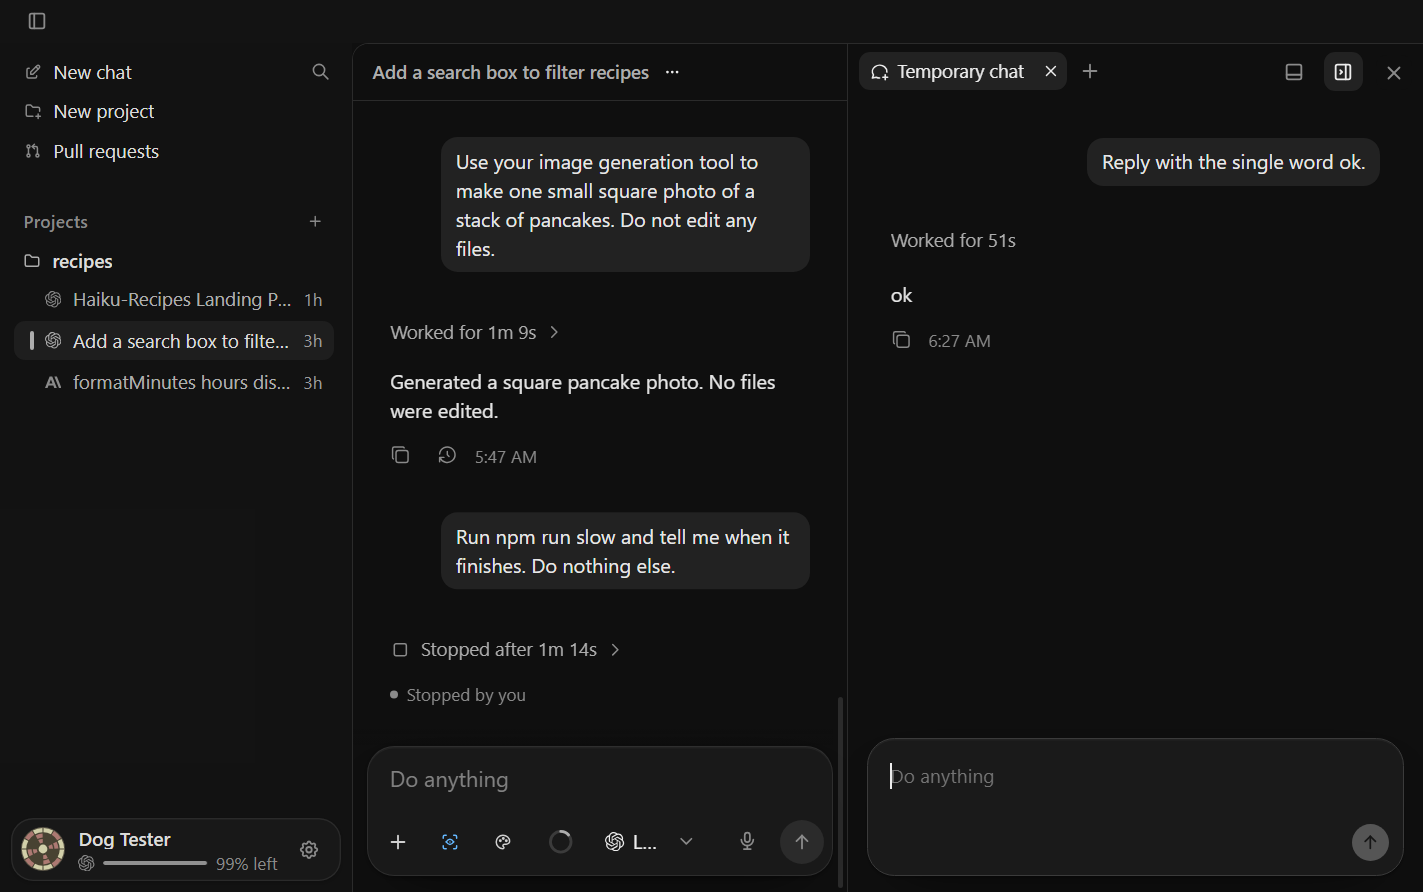 New chat
New project
Pull requests
Projects
recipes
Haiku-Recipes Landing P... 1h
Add a search box to filte... 3h
formatMinutes hours dis... 3h
Dog Tester
99% left
Add a search box to filter recipes
Use your image generation tool to
make one small square photo of a
stack of pancakes. Do not edit any
files.
Worked for 1m 9s
Generated a square pancake photo. No files
were edited.
5:47 AM
Run npm run slow and tell me when it
finishes. Do nothing else.
Stopped after 1m 14s
Stopped by you
Do anything
L...
Temporary chat
Reply with the single word ok.
Worked for 51s
ok
6:27 AM
Do anything